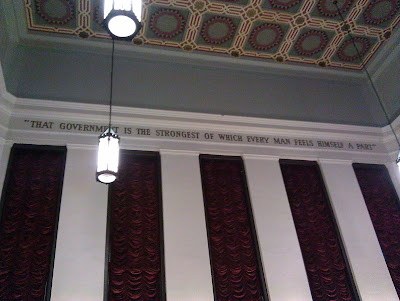 "THAT GOVERNMENT IS THE STRONGEST OF WHICH EVERY MAN FEELS HIMSELF A PART"